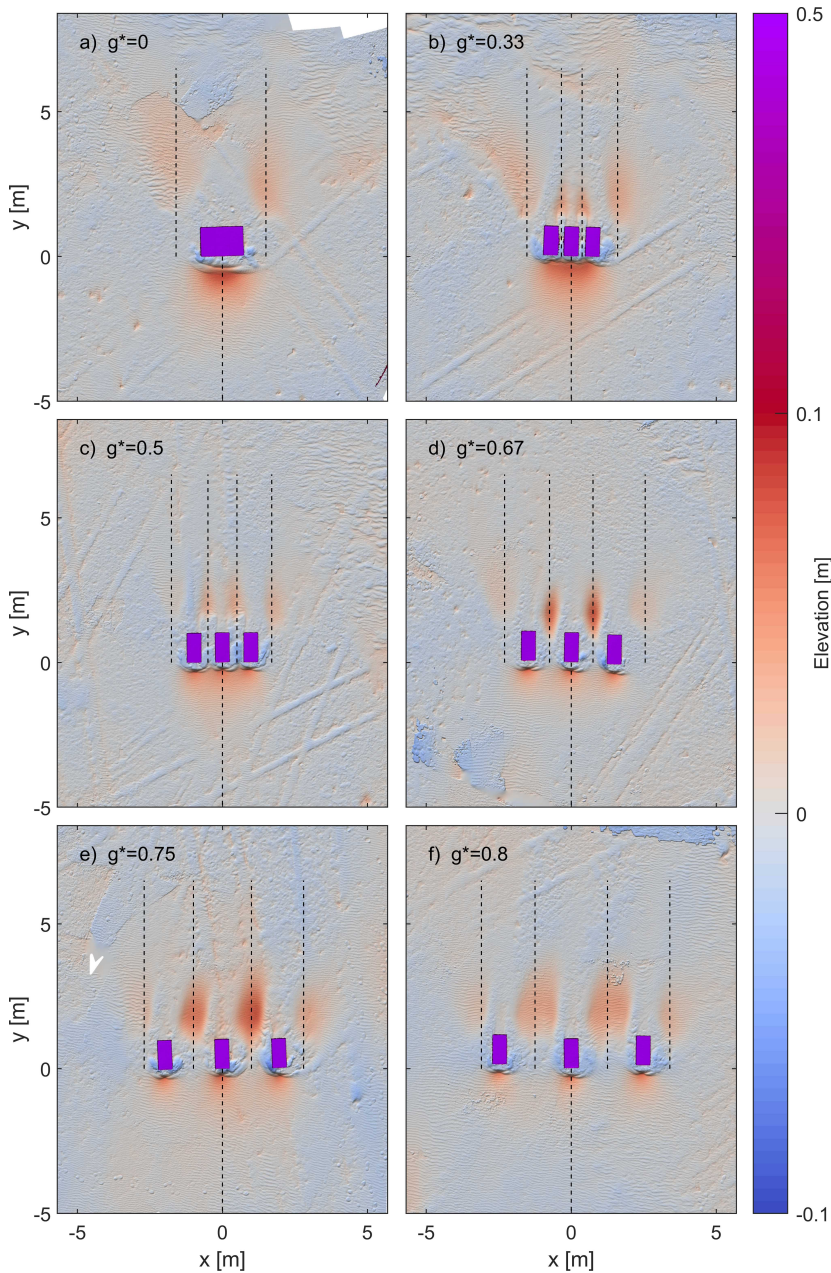 a) g*=0
b) g*=0.33
0.5
5
0
-5
y [m]
0.1
c) g*=0.5
d) g*=0.67
5
0
-5
y [m]
Elevation [m]
0
e) g*=0.75
f) g*=0.8
5
0
-5
y [m]
-0.1
-5 0 5
-5 0 5
x [m]
x [m]